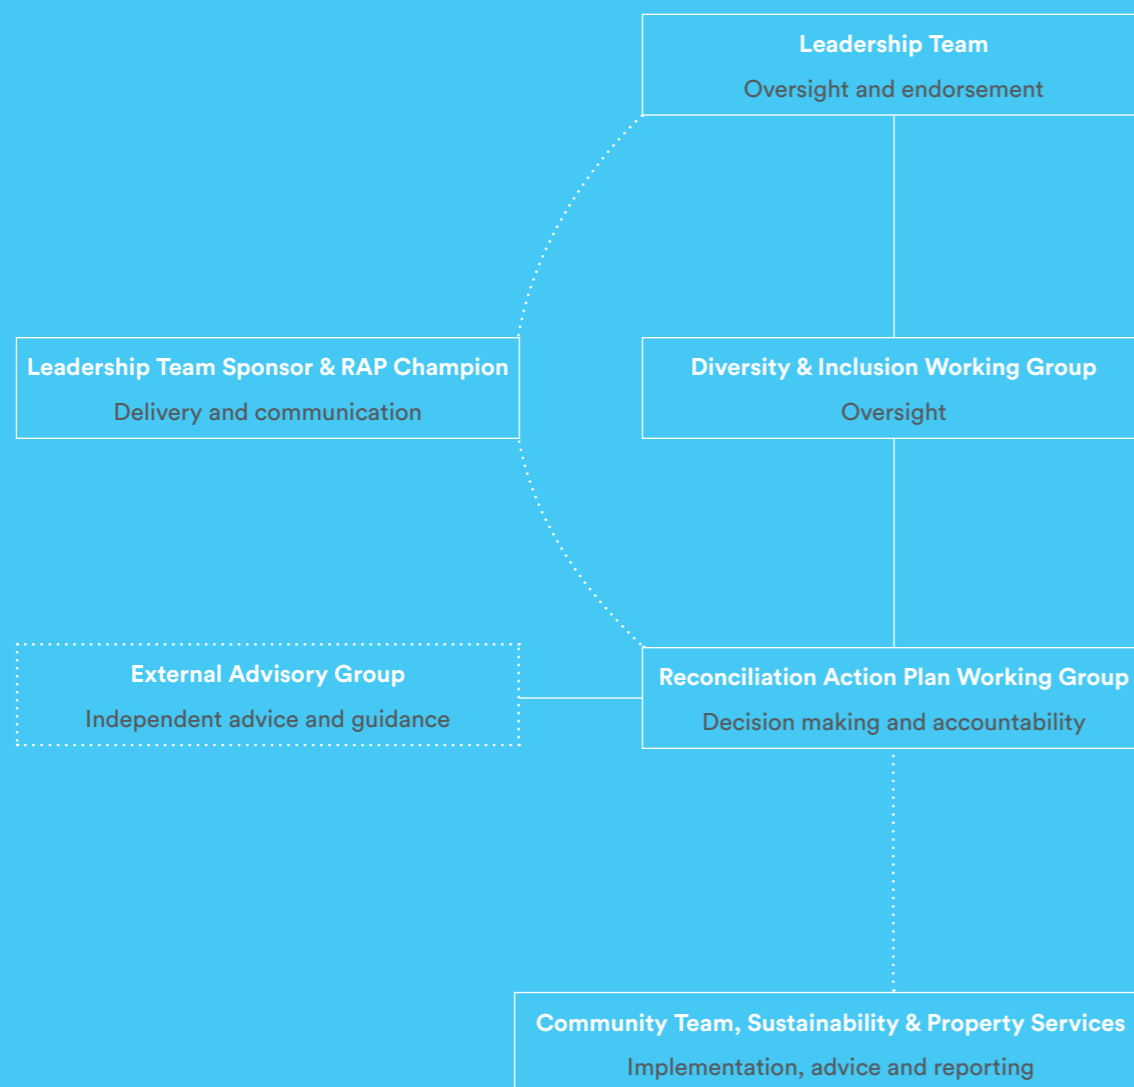 Leadership Team
Oversight and endorsement
Leadership Team Sponsor & RAP Champion
Delivery and communication
Diversity & Inclusion Working Group
Oversight
External Advisory Group
Independent advice and guidance
Reconciliation Action Plan Working Group
Decision making and accountability
Community Team, Sustainability & Property Services
Implementation, advice and reporting